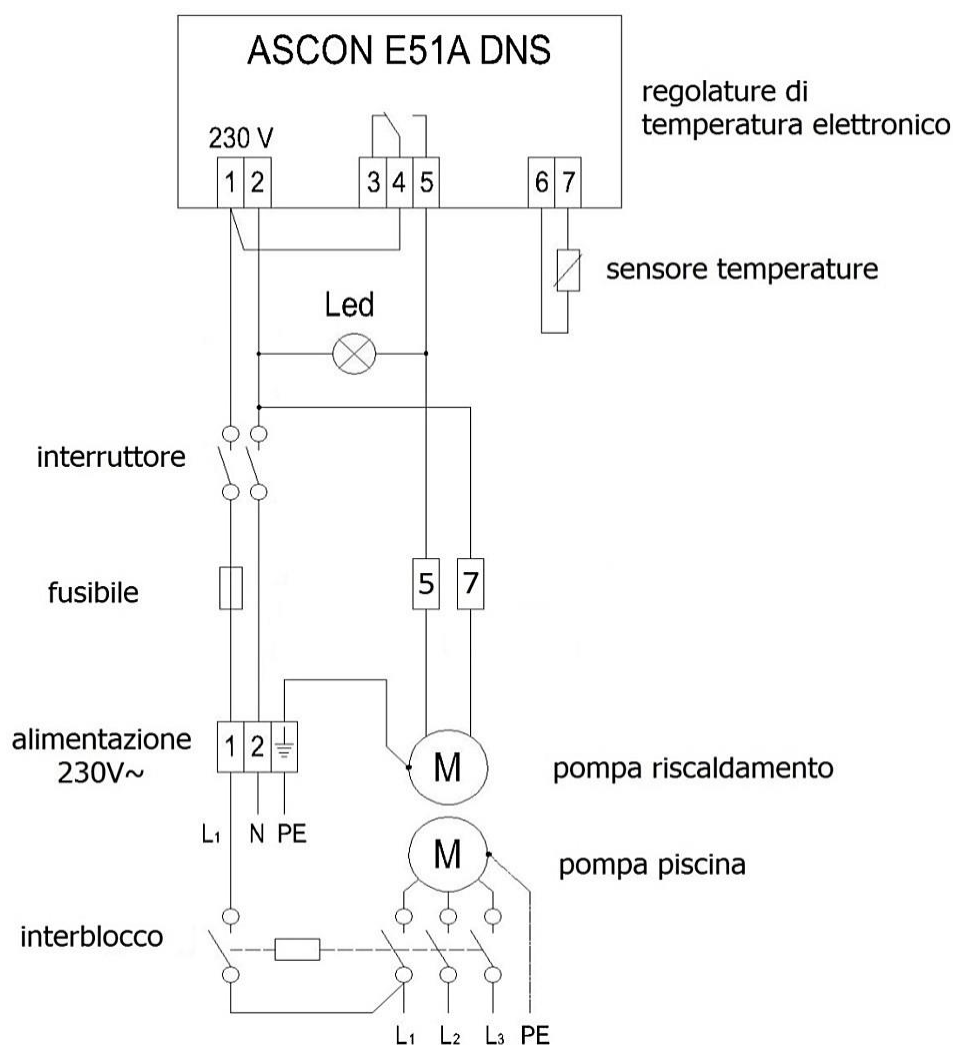 ASCON E51A DNS
regolature di
temperatura elettronico
230 V
1 2 3 4 5 6 7
sensore temperature
Led
interruttore
fusibile
5 7
alimentazione
230V~
1 2
M
pompa riscaldamento
L1 N PE
M
pompa piscina
interblocco
L1 L2 L3 PE